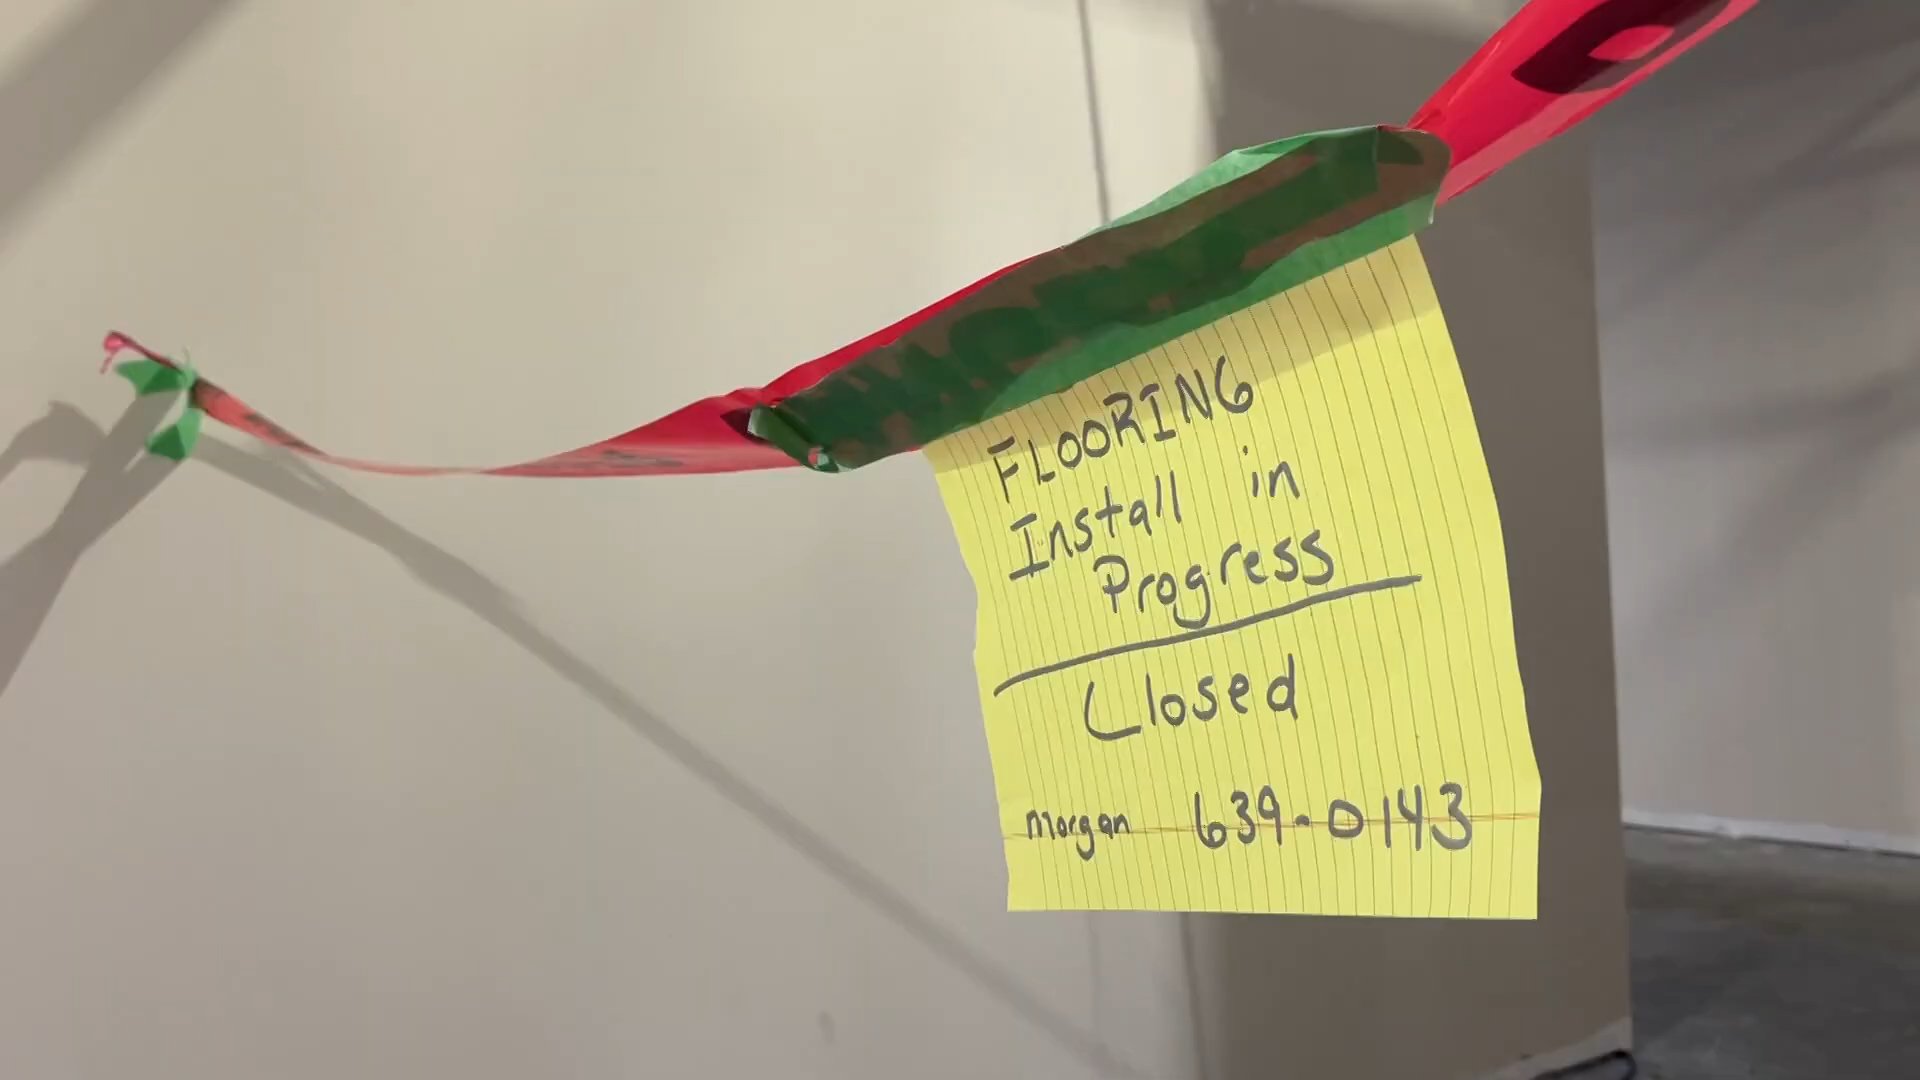 FLOORING
Install in
Progress
Closed
Morgan 639-0143